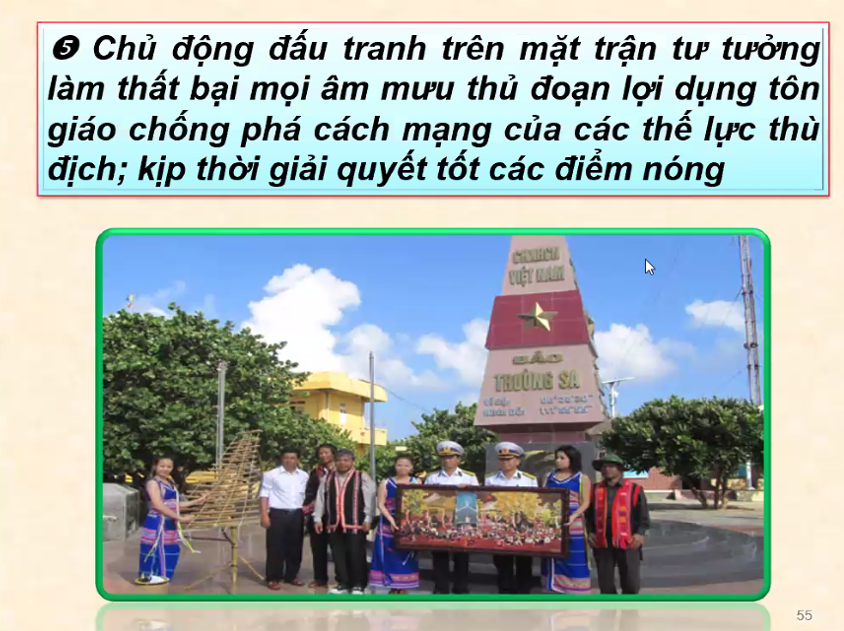 ❺ Chủ động đấu tranh trên mặt trận tư tưởng
làm thất bại mọi âm mưu thủ đoạn lợi dụng tôn
giáo chống phá cách mạng của các thế lực thù
địch; kịp thời giải quyết tốt các điểm nóng
CHXHCN
VIỆT NAM
ĐẢO
TRƯỜNG SA
55